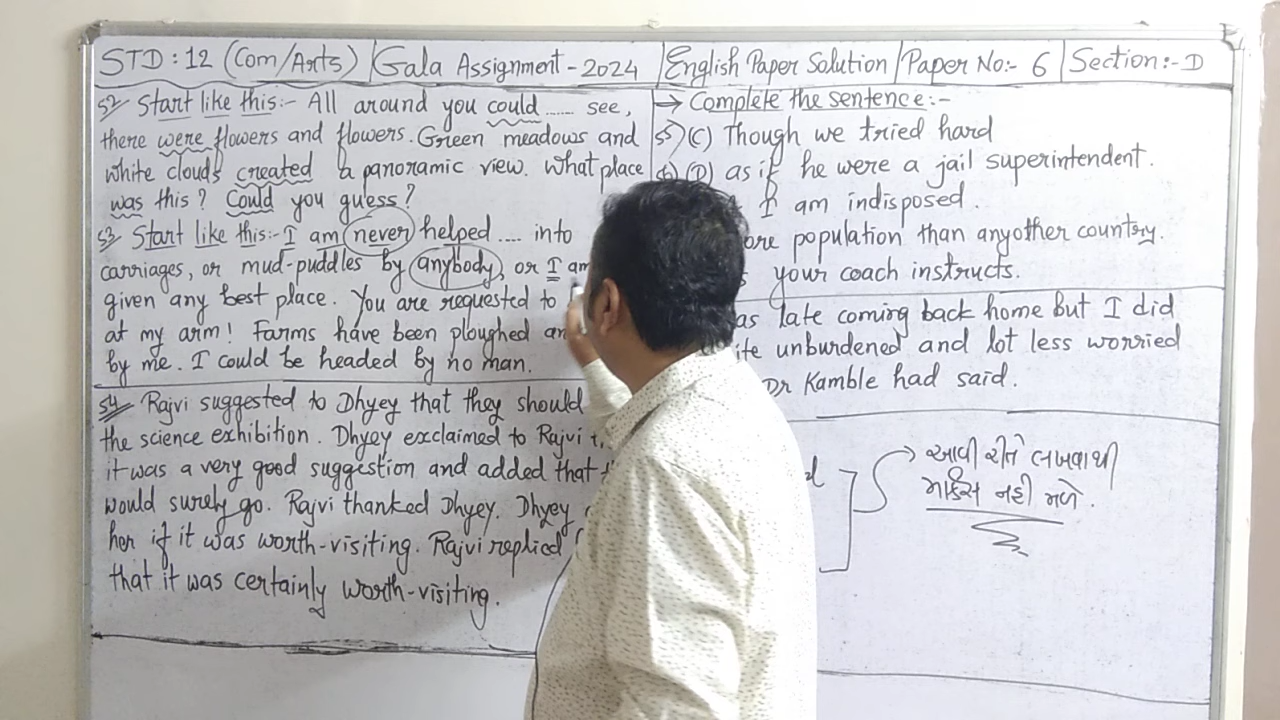 STD : 12 (Com/Arts) | Gala Assignment - 2024 | English Paper Solution | Paper No:- 6 | Section:- D
52) Start like this:- All around you could ...... see,
there were flowers and flowers. Green meadows and
white clouds created a panoramic view. What place
was this? Could you guess?
53) Start like this:- I am never helped .... into
carriages, or mud-puddles by anybody, or I am
given any best place. You are requested to
at my arm! Farms have been ploughed an
by me. I could be headed by no man.
54) Rajvi suggested to Dhyey that they should
the science exhibition. Dhyey exclaimed to Rajvi
it was a very good suggestion and added that
would surely go. Rajvi thanked Dhyey. Dhyey
her if it was worth-visiting. Rajvi replied
that it was certainly worth-visiting.
→ Complete the sentence:-
55) (C) Though we tried hard
(D) as if he were a jail superintendent.
I am indisposed.
ore population than anyother country.
your coach instructs.
as late coming back home but I did
ite unburdened and lot less worried
Dr Kamble had said.
આવી રીતે લખવાથી
માર્ક્સ નહી મળે.